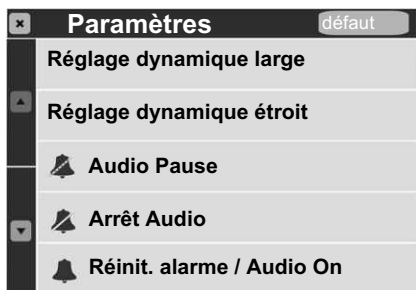 Paramètres
défaut
Réglage dynamique large
Réglage dynamique étroit
Audio Pause
Arrêt Audio
Réinit. alarme / Audio On